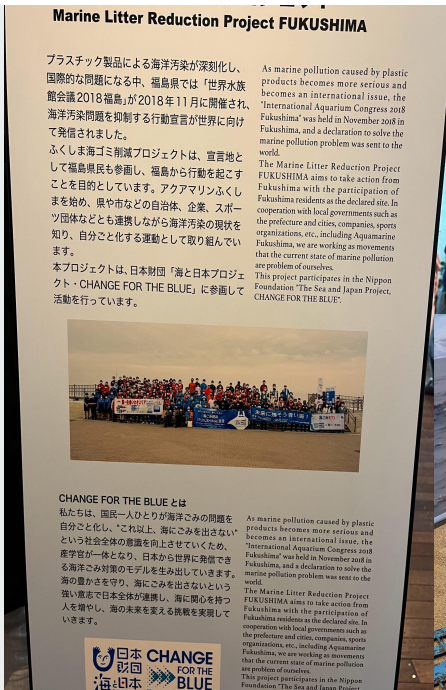 Marine Litter Reduction Project FUKUSHIMA
プラスチック製品による海洋汚染が深刻化し、
国際的な問題になる中、福島県では「世界水族
館会議2018福島」が2018年11月に開催され、
海洋汚染問題を抑制する行動宣言が世界に向け
て発信されました。
ふくしま海ゴミ削減プロジェクトは、宣言地と
して福島県民も参画し、福島から行動を起こす
ことを目的としています。アクアマリンふくし
まを始め、県や市などの自治体、企業、スポー
ツ団体などとも連携しながら海洋汚染の現状を
知り、自分ごと化する運動として取り組んでい
ます。
本プロジェクトは、日本財団「海と日本プロジェ
クト・CHANGE FOR THE BLUE」に参画して
活動を行っています。
As marine pollution caused by plastic
products becomes more serious and
becomes an international issue, the
"International Aquarium Congress 2018
Fukushima" was held in November 2018 in
Fukushima, and a declaration to solve the
marine pollution problem was sent to the
world.
The Marine Litter Reduction Project
FUKUSHIMA aims to take action from
Fukushima with the participation of
Fukushima residents as the declared site. In
cooperation with local governments such as
the prefecture and cities, companies, sports
organizations, etc., including Aquamarine
Fukushima, we are working as movements
that the current state of marine pollution
are problem of ourselves.
This project participates in the Nippon
Foundation "The Sea and Japan Project,
CHANGE FOR THE BLUE".
CHANGE FOR THE BLUE とは
私たちは、国民一人ひとりが海洋ごみの問題を
自分ごと化し、"これ以上、海にごみを出さない"
という社会全体の意識を向上させていくため、
産学官が一体となり、日本から世界に発信でき
る海洋ごみ対策のモデルを生み出していきます。
海の豊かさを守り、海にごみを出さないという
強い意志で日本全体が連携し、海に関心を持つ
人を増やし、海の未来を変える挑戦を実現して
いきます。
As marine pollution caused by plastic
products becomes more serious and
becomes an international issue, the
"International Aquarium Congress 2018
Fukushima" was held in November 2018 in
Fukushima, and a declaration to solve the
marine pollution problem was sent to the
world.
The Marine Litter Reduction Project
FUKUSHIMA aims to take action from
Fukushima with the participation of
Fukushima residents as the declared site. In
cooperation with local governments such as
the prefecture and cities, companies, sports
organizations, etc., including Aquamarine
Fukushima, we are working as movements
that the current state of marine pollution
are problem of ourselves.
This project participates in the Nippon
Foundation "The Sea and Japan Project,
日本
財団
海と日本
CHANGE
FOR THE
BLUE